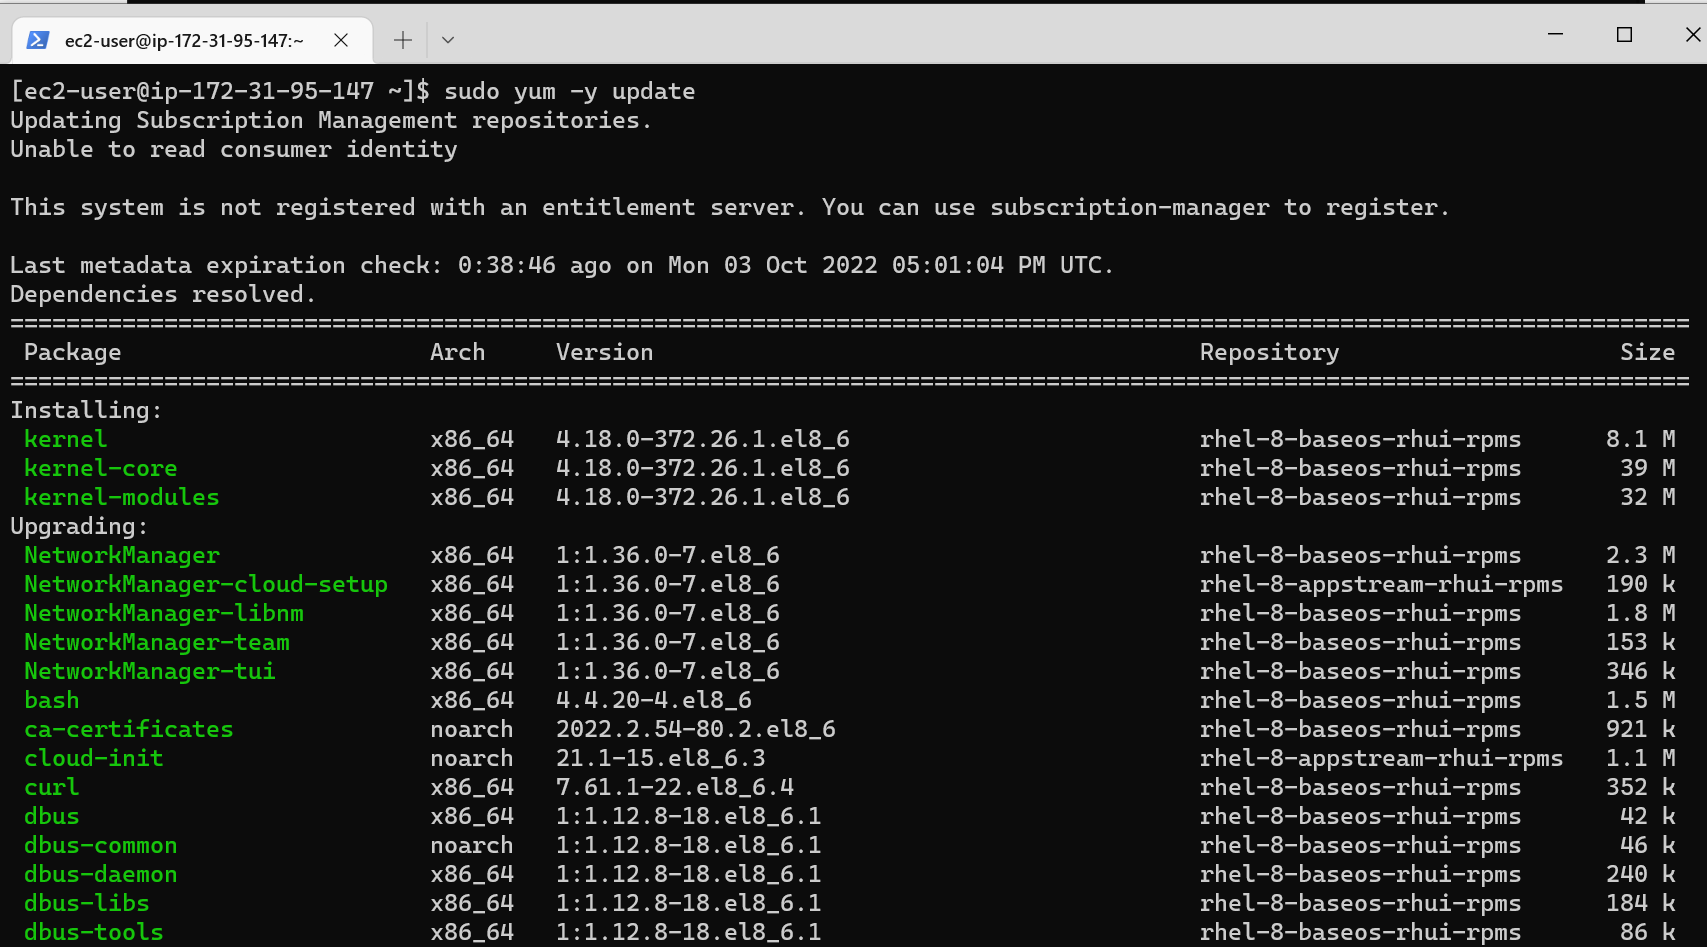 ec2-user@ip-172-31-95-147:~
[ec2-user@ip-172-31-95-147 ~]$ sudo yum -y update
Updating Subscription Management repositories.
Unable to read consumer identity
This system is not registered with an entitlement server. You can use subscription-manager to register.
Last metadata expiration check: 0:38:46 ago on Mon 03 Oct 2022 05:01:04 PM UTC.
Dependencies resolved.
========================================================================================================================
Package Arch Version Repository Size
========================================================================================================================
Installing:
kernel x86_64 4.18.0-372.26.1.el8_6 rhel-8-baseos-rhui-rpms 8.1 M
kernel-core x86_64 4.18.0-372.26.1.el8_6 rhel-8-baseos-rhui-rpms 39 M
kernel-modules x86_64 4.18.0-372.26.1.el8_6 rhel-8-baseos-rhui-rpms 32 M
Upgrading:
NetworkManager x86_64 1:1.36.0-7.el8_6 rhel-8-baseos-rhui-rpms 2.3 M
NetworkManager-cloud-setup x86_64 1:1.36.0-7.el8_6 rhel-8-appstream-rhui-rpms 190 k
NetworkManager-libnm x86_64 1:1.36.0-7.el8_6 rhel-8-baseos-rhui-rpms 1.8 M
NetworkManager-team x86_64 1:1.36.0-7.el8_6 rhel-8-baseos-rhui-rpms 153 k
NetworkManager-tui x86_64 1:1.36.0-7.el8_6 rhel-8-baseos-rhui-rpms 346 k
bash x86_64 4.4.20-4.el8_6 rhel-8-baseos-rhui-rpms 1.5 M
ca-certificates noarch 2022.2.54-80.2.el8_6 rhel-8-baseos-rhui-rpms 921 k
cloud-init noarch 21.1-15.el8_6.3 rhel-8-appstream-rhui-rpms 1.1 M
curl x86_64 7.61.1-22.el8_6.4 rhel-8-baseos-rhui-rpms 352 k
dbus x86_64 1:1.12.8-18.el8_6.1 rhel-8-baseos-rhui-rpms 42 k
dbus-common noarch 1:1.12.8-18.el8_6.1 rhel-8-baseos-rhui-rpms 46 k
dbus-daemon x86_64 1:1.12.8-18.el8_6.1 rhel-8-baseos-rhui-rpms 240 k
dbus-libs x86_64 1:1.12.8-18.el8_6.1 rhel-8-baseos-rhui-rpms 184 k
dbus-tools x86_64 1:1.12.8-18.el8_6.1 rhel-8-baseos-rhui-rpms 86 k